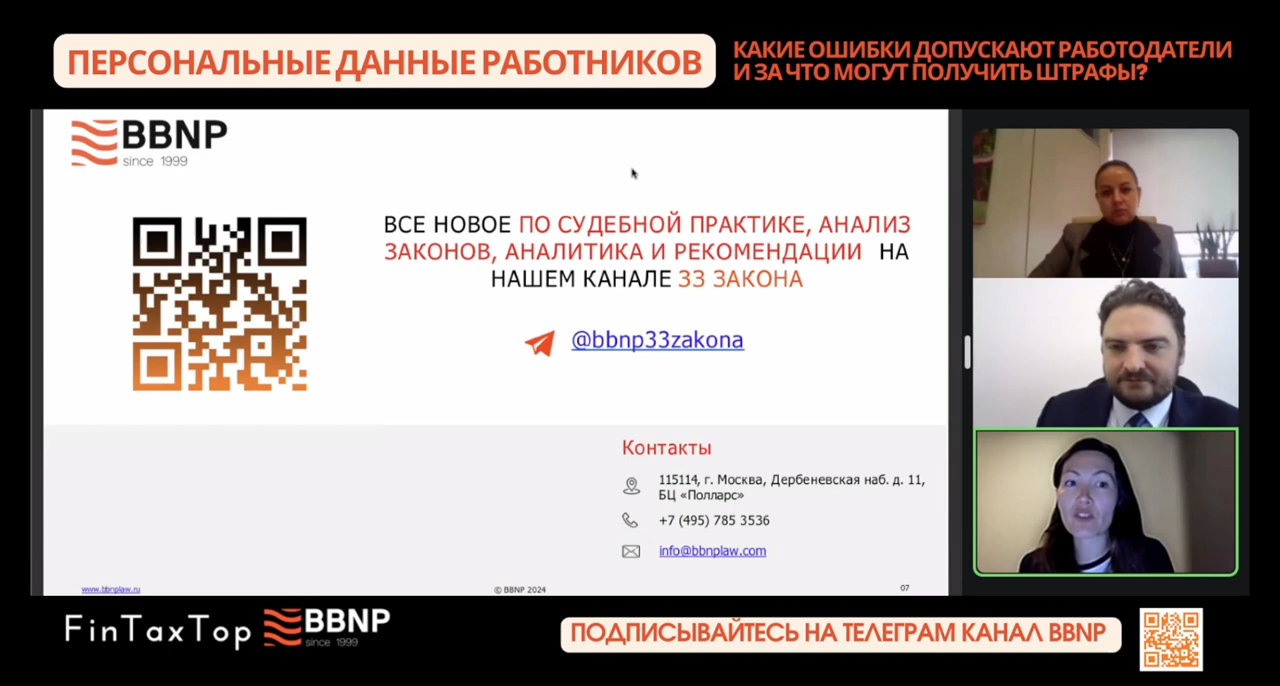 ПЕРСОНАЛЬНЫЕ ДАННЫЕ РАБОТНИКОВ
КАКИЕ ОШИБКИ ДОПУСКАЮТ РАБОТОДАТЕЛИ
И ЗА ЧТО МОГУТ ПОЛУЧИТЬ ШТРАФЫ?
BBNP
since 1999
ВСЕ НОВОЕ ПО СУДЕБНОЙ ПРАКТИКЕ, АНАЛИЗ
ЗАКОНОВ, АНАЛИТИКА И РЕКОМЕНДАЦИИ НА
НАШЕМ КАНАЛЕ 33 ЗАКОНА
@bbnp33zakona
Контакты
115114, г. Москва, Дербеневская наб. д. 11,
БЦ «Полларс»
+7 (495) 785 3536
info@bbnplaw.com
www.bbnplaw.ru
© BBNP 2024
07
FinTaxTop
BBNP
since 1999
ПОДПИСЫВАЙТЕСЬ НА ТЕЛЕГРАМ КАНАЛ BBNP